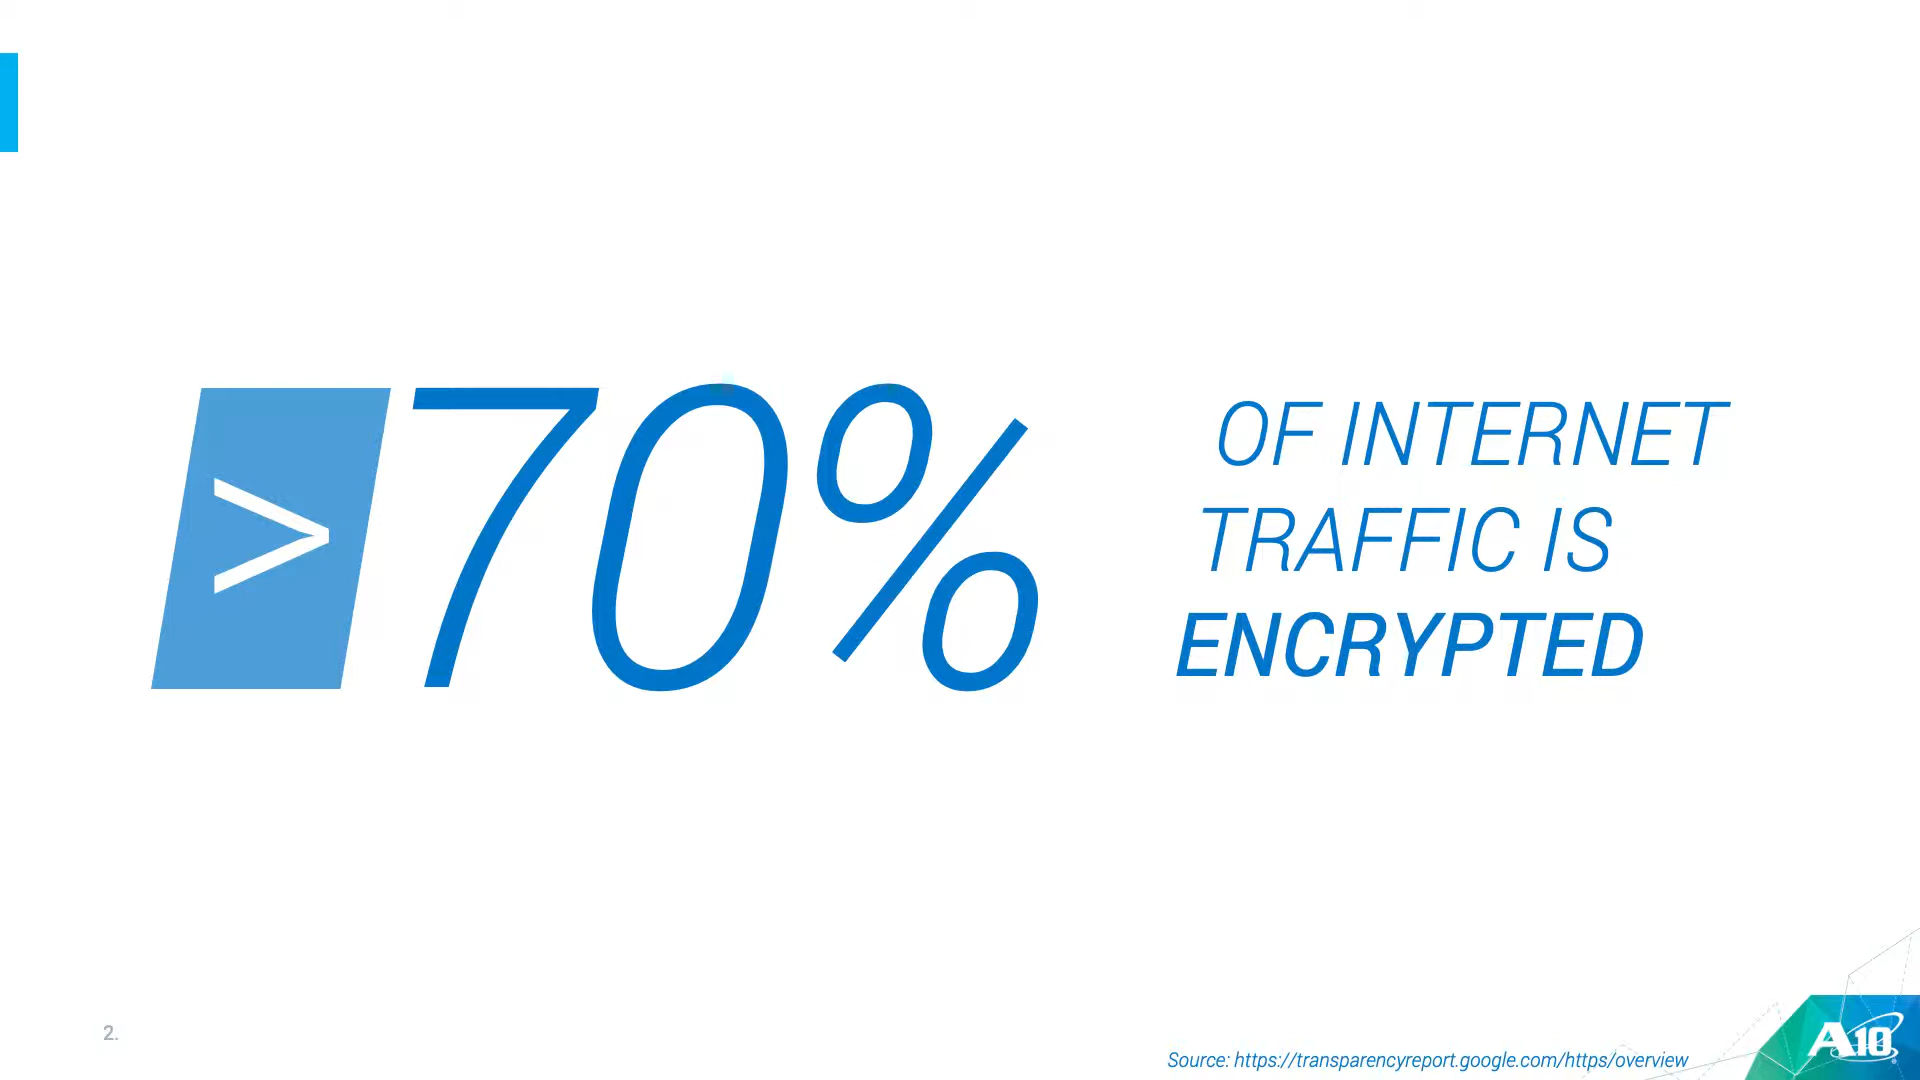 >70%
OF INTERNET
TRAFFIC IS
ENCRYPTED
2.
Source: https://transparencyreport.google.com/https/overview
A10